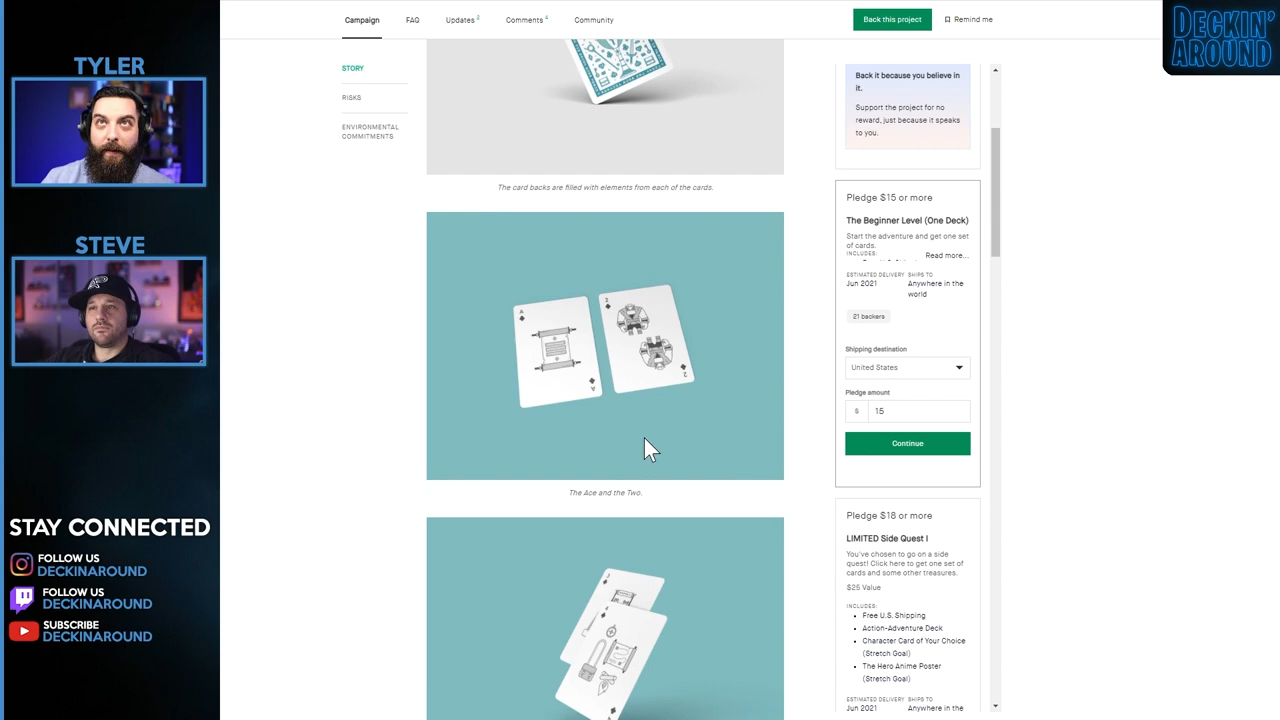 TYLER
STEVE
STAY CONNECTED
FOLLOW US
DECKINAROUND
FOLLOW US
DECKINAROUND
SUBSCRIBE
DECKINAROUND
Campaign
FAQ
Updates 2
Comments 4
Community
Back this project
Remind me
DECKIN'
AROUND
STORY
RISKS
ENVIRONMENTAL
COMMITMENTS
The card backs are filled with elements from each of the cards.
A
A
2
2
The Ace and the Two.
Back it because you believe in
it.
Support the project for no
reward, just because it speaks
to you.
Pledge $15 or more
The Beginner Level (One Deck)
Start the adventure and get one set
of cards.
INCLUDES:
Read more...
ESTIMATED DELIVERY
Jun 2021
SHIPS TO
Anywhere in the
world
21 backers
Shipping destination
United States
Pledge amount
$ 15
Continue
Pledge $18 or more
LIMITED Side Quest I
You've chosen to go on a side
quest! Click here to get one set of
cards and some other treasures.
$25 Value
INCLUDES:
Free U.S. Shipping
Action-Adventure Deck
Character Card of Your Choice
(Stretch Goal)
The Hero Anime Poster
(Stretch Goal)
ESTIMATED DELIVERY
Jun 2021
SHIPS TO
Anywhere in the